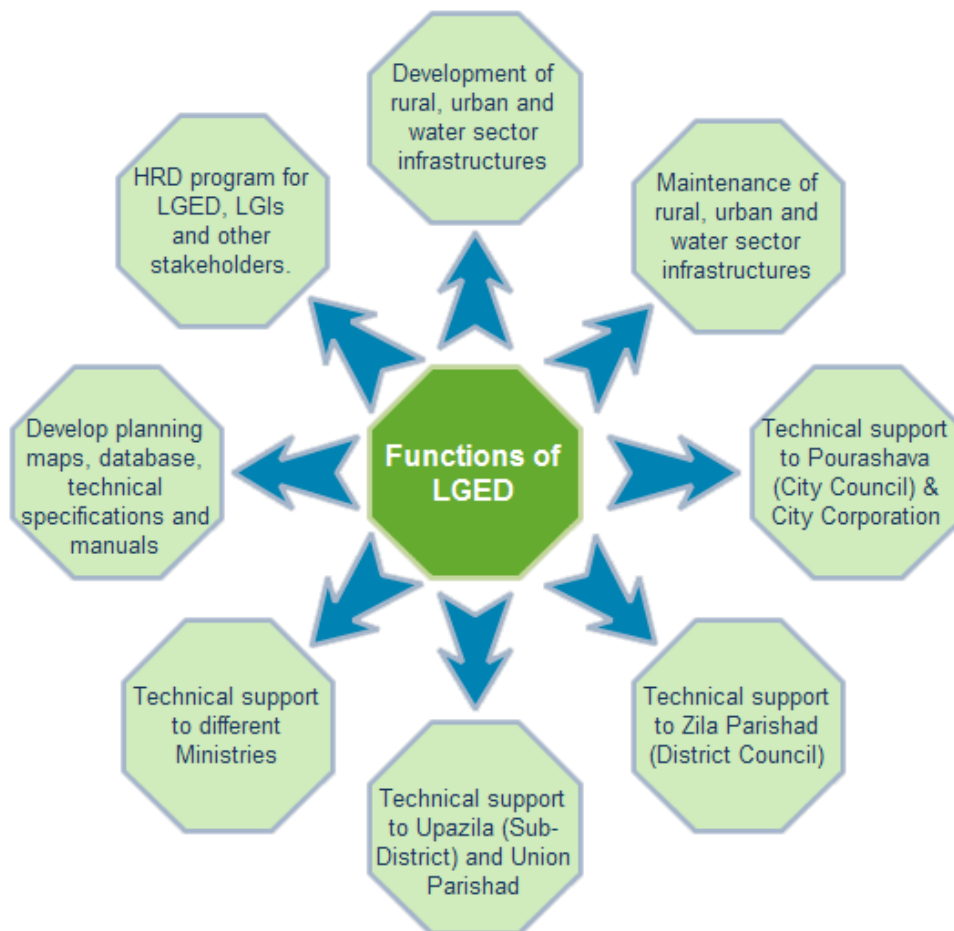 Development of
rural, urban and
water sector
infrastructures
Maintenance of
rural, urban and
water sector
infrastructures
Technical support
to Pourashava
(City Council) &
City Corporation
Technical support
to Zila Parishad
(District Council)
Technical support
to Upazila (Sub-
District) and Union
Parishad
Technical support
to different
Ministries
Develop planning
maps, database,
technical
specifications and
manuals
HRD program for
LGED, LGIs
and other
stakeholders.
Functions of
LGED